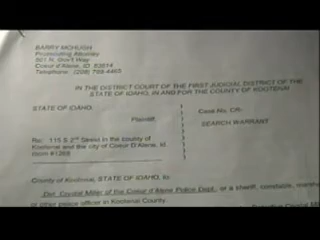 BARRY MCHUGH
Prosecuting Attorney
501 N. Gov't Way
Coeur d'Alene, ID 83814
Telephone: (208) 769-4465
IN THE DISTRICT COURT OF THE FIRST JUDICIAL DISTRICT OF THE
STATE OF IDAHO, IN AND FOR THE COUNTY OF KOOTENAI
STATE OF IDAHO,
Plaintiff,
Case No. CR-
SEARCH WARRANT
Re: 115 S 2nd Street in the county of
Kootenai and the city of Coeur D'Alene, Id.
County of Kootenai, STATE OF IDAHO, to
Det. Crystal Miller of the Coeur d'Alene Police Dept., or a sheriff, constable,
or other peace officer in Kootenai County